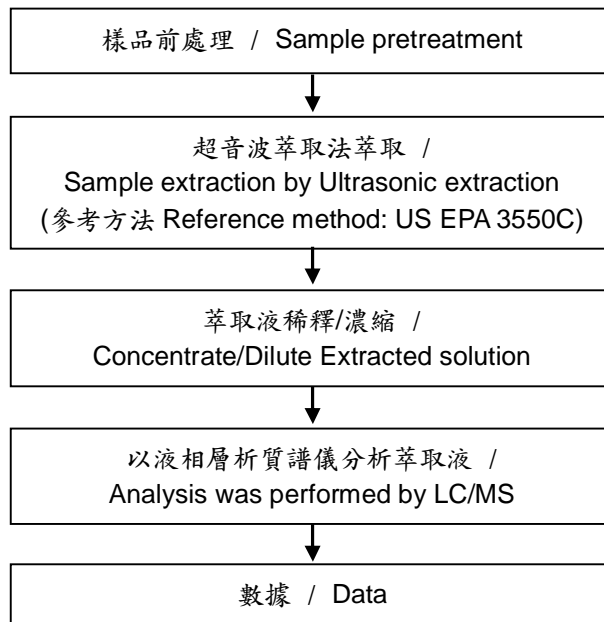 樣品前處理 / Sample pretreatment
超音波萃取法萃取 /
Sample extraction by Ultrasonic extraction
(參考方法 Reference method: US EPA 3550C)
萃取液稀釋/濃縮 /
Concentrate/Dilute Extracted solution
以液相層析質譜儀分析萃取液 /
Analysis was performed by LC/MS
數據 / Data